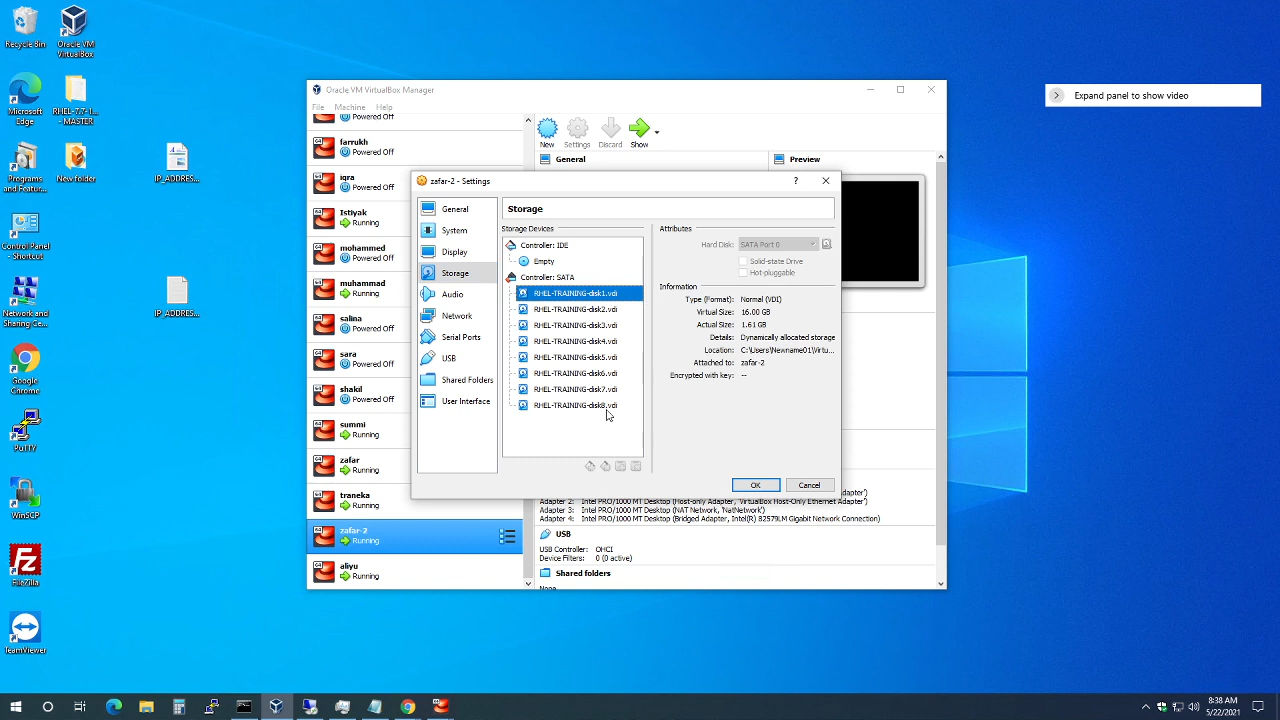 Recycle Bin
Oracle VM
VirtualBox
Microsoft
Edge
RHEL-7.7-1...
- MASTER
Programs
and Featur...
New folder
IP_ADDRES...
Control Panel
- Shortcut
Network and
Sharing Ce...
IP_ADDRES...
Google
Chrome
PuTTY
WinSCP
FileZilla
TeamViewer
Oracle VM VirtualBox Manager
File Machine Help
Powered Off
farrukh
Powered Off
iqra
Powered Off
Istiyak
Running
mohammed
Powered Off
muhammad
Running
salina
Powered Off
sara
Powered Off
shakil
Powered Off
summi
Running
zafar
Running
traneka
Running
zafar-2
Running
aliyu
Running
New Settings Discard Show
General
Preview
zafar-2 - Settings
?
General
System
Display
Storage
Audio
Network
Serial Ports
USB
Shared Folders
User Interface
Storage
Storage Devices
Controller: IDE
Empty
Controller: SATA
RHEL-TRAINING-disk1.vdi
RHEL-TRAINING-disk2.vdi
RHEL-TRAINING-disk3.vdi
RHEL-TRAINING-disk4.vdi
RHEL-TRAINING-disk5.vdi
RHEL-TRAINING-disk6.vdi
RHEL-TRAINING-disk7.vdi
RHEL-TRAINING-disk8.vdi
Attributes
Hard Disk: SATA Port 0
Solid-state Drive
Hot-pluggable
Information
Type (Format): Normal (VDI)
Virtual Size: 16.00 GB
Actual Size: 1.61 GB
Details: Dynamically allocated storage
Location: C:\Users\Newname01\Virtu...
Attached to: zafar-2
Encrypted with key: --
OK Cancel
Adapter 2: Intel PRO/1000 MT Desktop (Host-only Adapter, 'VirtualBox Host-Only Ethernet Adapter')
Adapter 3: Intel PRO/1000 MT Desktop (NAT Network, 'NatNetwork')
Adapter 4: Intel PRO/1000 MT Desktop (Bridged Adapter, Intel(R) 82579LM Gigabit Network Connection)
USB
USB Controller: OHCI
Device Filters: 0 (0 active)
Shared folders
None
Expand panel to show video
8:38 AM
5/22/2021